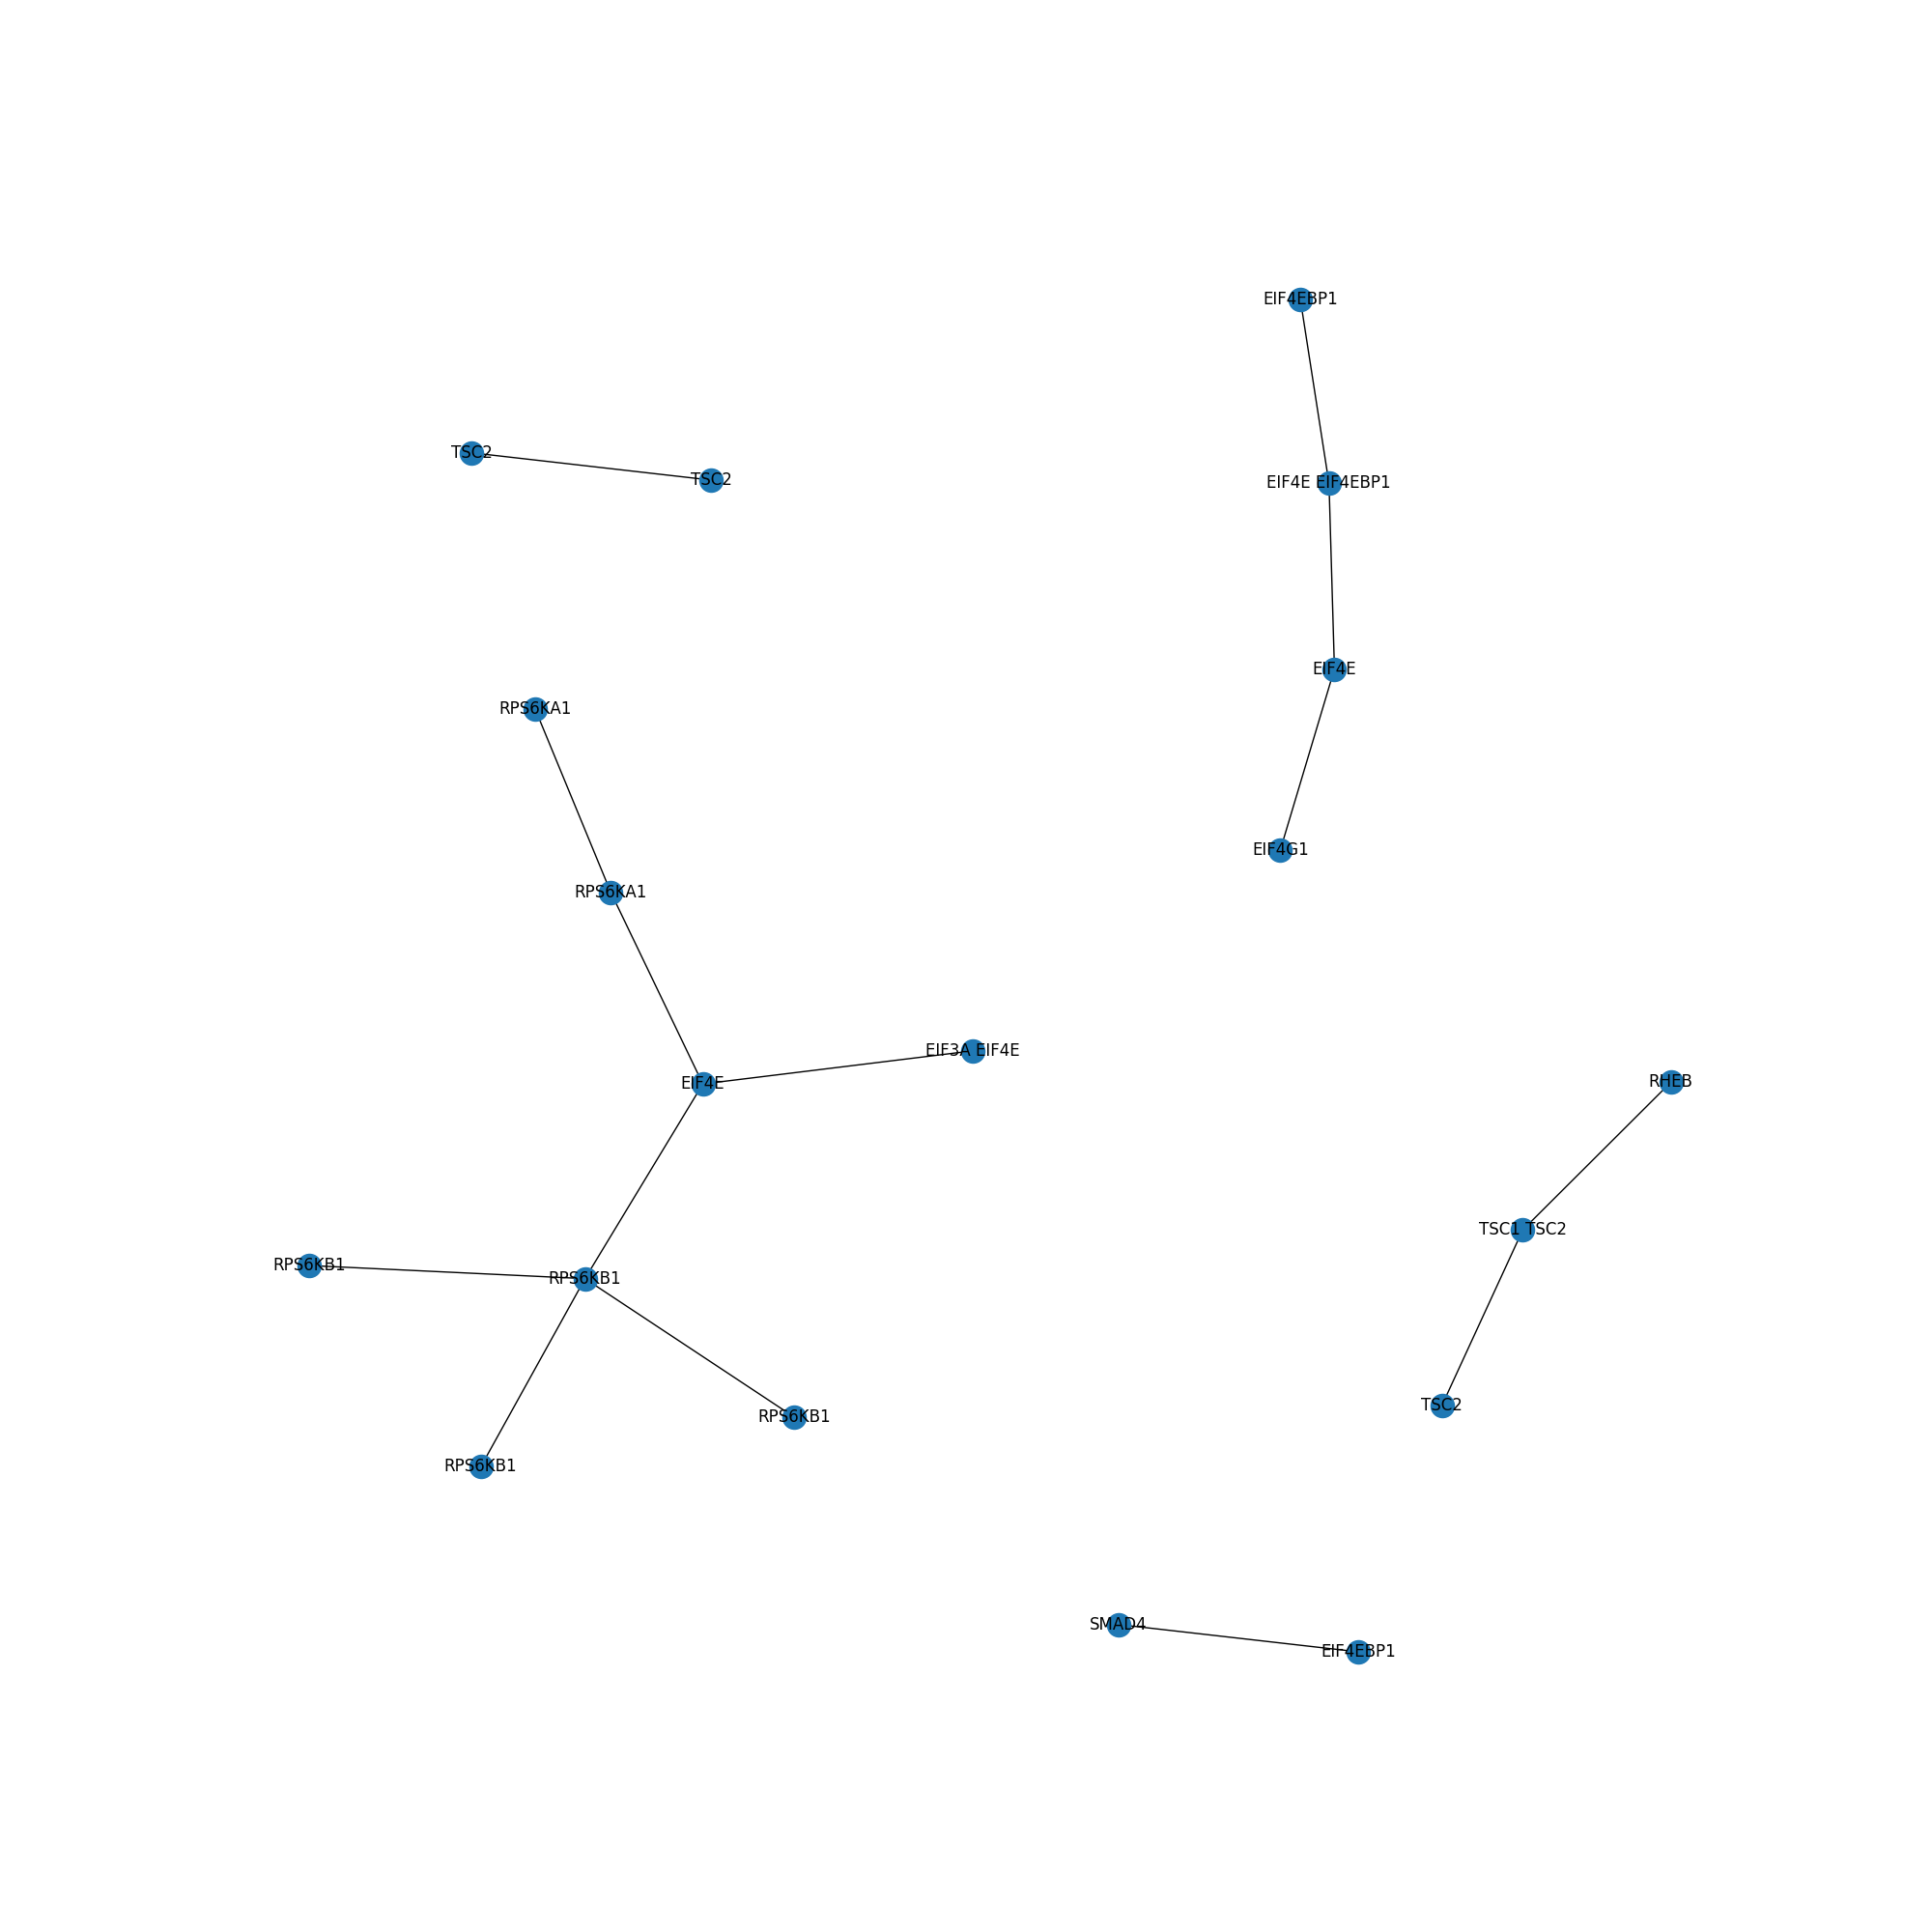 EIF4EBP1
TSC2
TSC2
EIF4E EIF4EBP1
EIF4E
RPS6KA1
EIF4G1
RPS6KA1
EIF3A EIF4E
RHEB
EIF4E
TSC1 TSC2
RPS6KB1
RPS6KB1
TSC2
RPS6KB1
RPS6KB1
SMAD4
EIF4EBP1